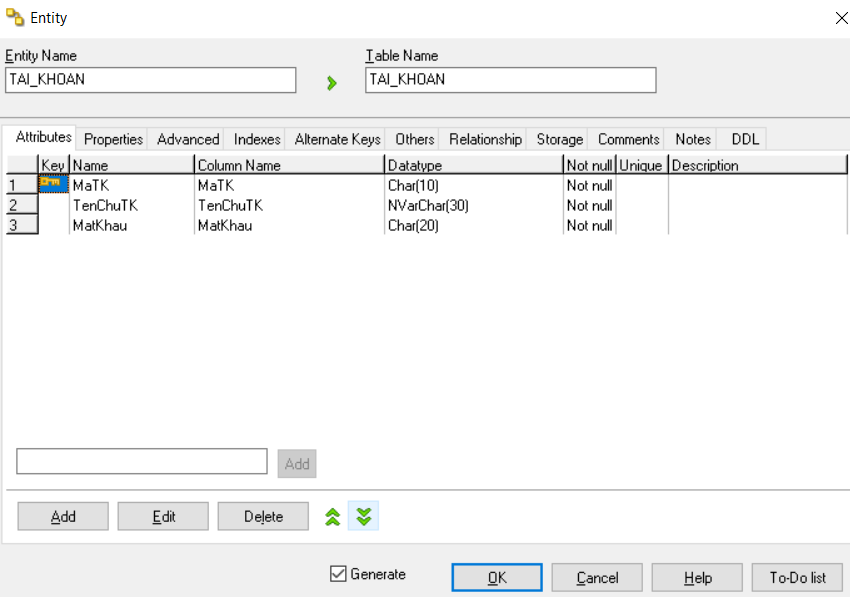 Entity
Entity Name Table Name
TAI_KHOAN TAI_KHOAN
Attributes Properties Advanced Indexes Alternate Keys Others Relationship Storage Comments Notes DDL
Key Name Column Name Datatype Not null Unique Description
1 MaTK MaTK Char(10) Not null
2 TenChuTK TenChuTK NVarChar(30) Not null
3 MatKhau MatKhau Char(20) Not null
Add
Add Edit Delete
Generate OK Cancel Help To-Do list